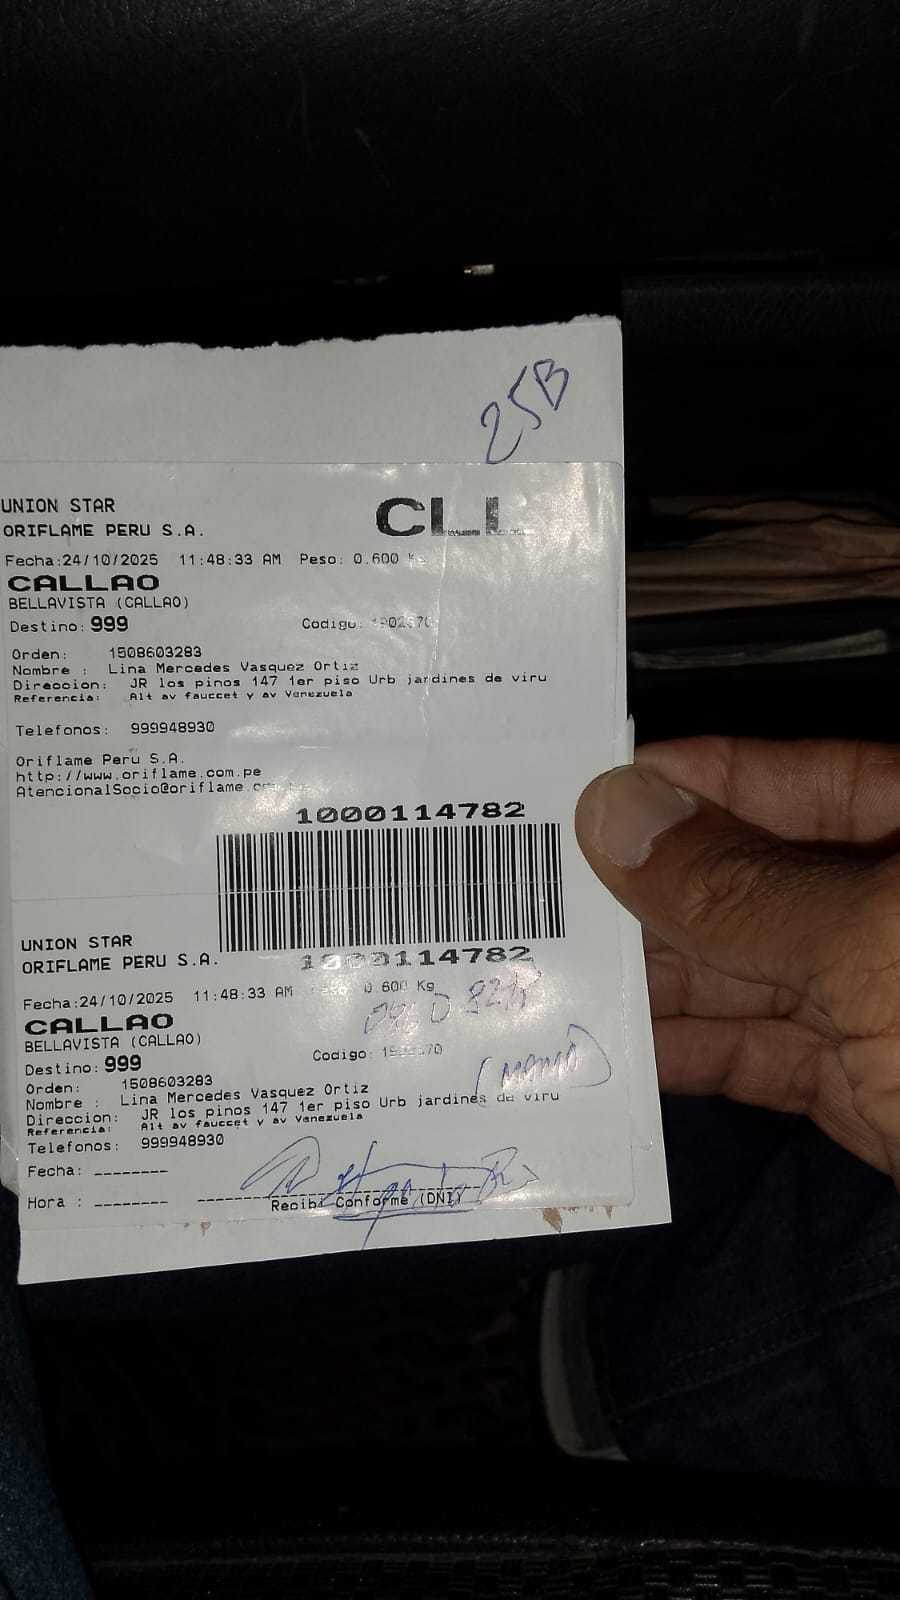 25B
UNION STAR
CLL
ORIFLAME PERU S.A.
Fecha:24/10/2025 11:48:33 AM Peso: 0.600 Kg
CALLAO
BELLAVISTA (CALLAO)
Destino: 999 Codigo:
Orden: 1508603283
Nombre : Lina Mercedes Vasquez Ortiz
Direccion: JR los pinos 147 1er piso Urb jardines de viru
Referencia: Alt av faucett y av Venezuela
Telefonos: 999948930
Oriflame Peru S.A.
http://www.oriflame.com.pe
1000114782
UNION STAR
ORIFLAME PERU S.A.
1000114782
Fecha:24/10/2025 11:48:33 AM Peso 0.600 Kg
CALLAO
BELLAVISTA (CALLAO)
Destino: 999 Codigo:
(MAMÁ)
Orden: 1508603283
Nombre : Lina Mercedes Vasquez Ortiz
Direccion: JR los pinos 147 1er piso Urb jardines de viru
Referencia: Alt av faucett y av Venezuela
Telefonos: 999948930
Fecha: --------
Hora : --------
Recibi Conforme (DNI)